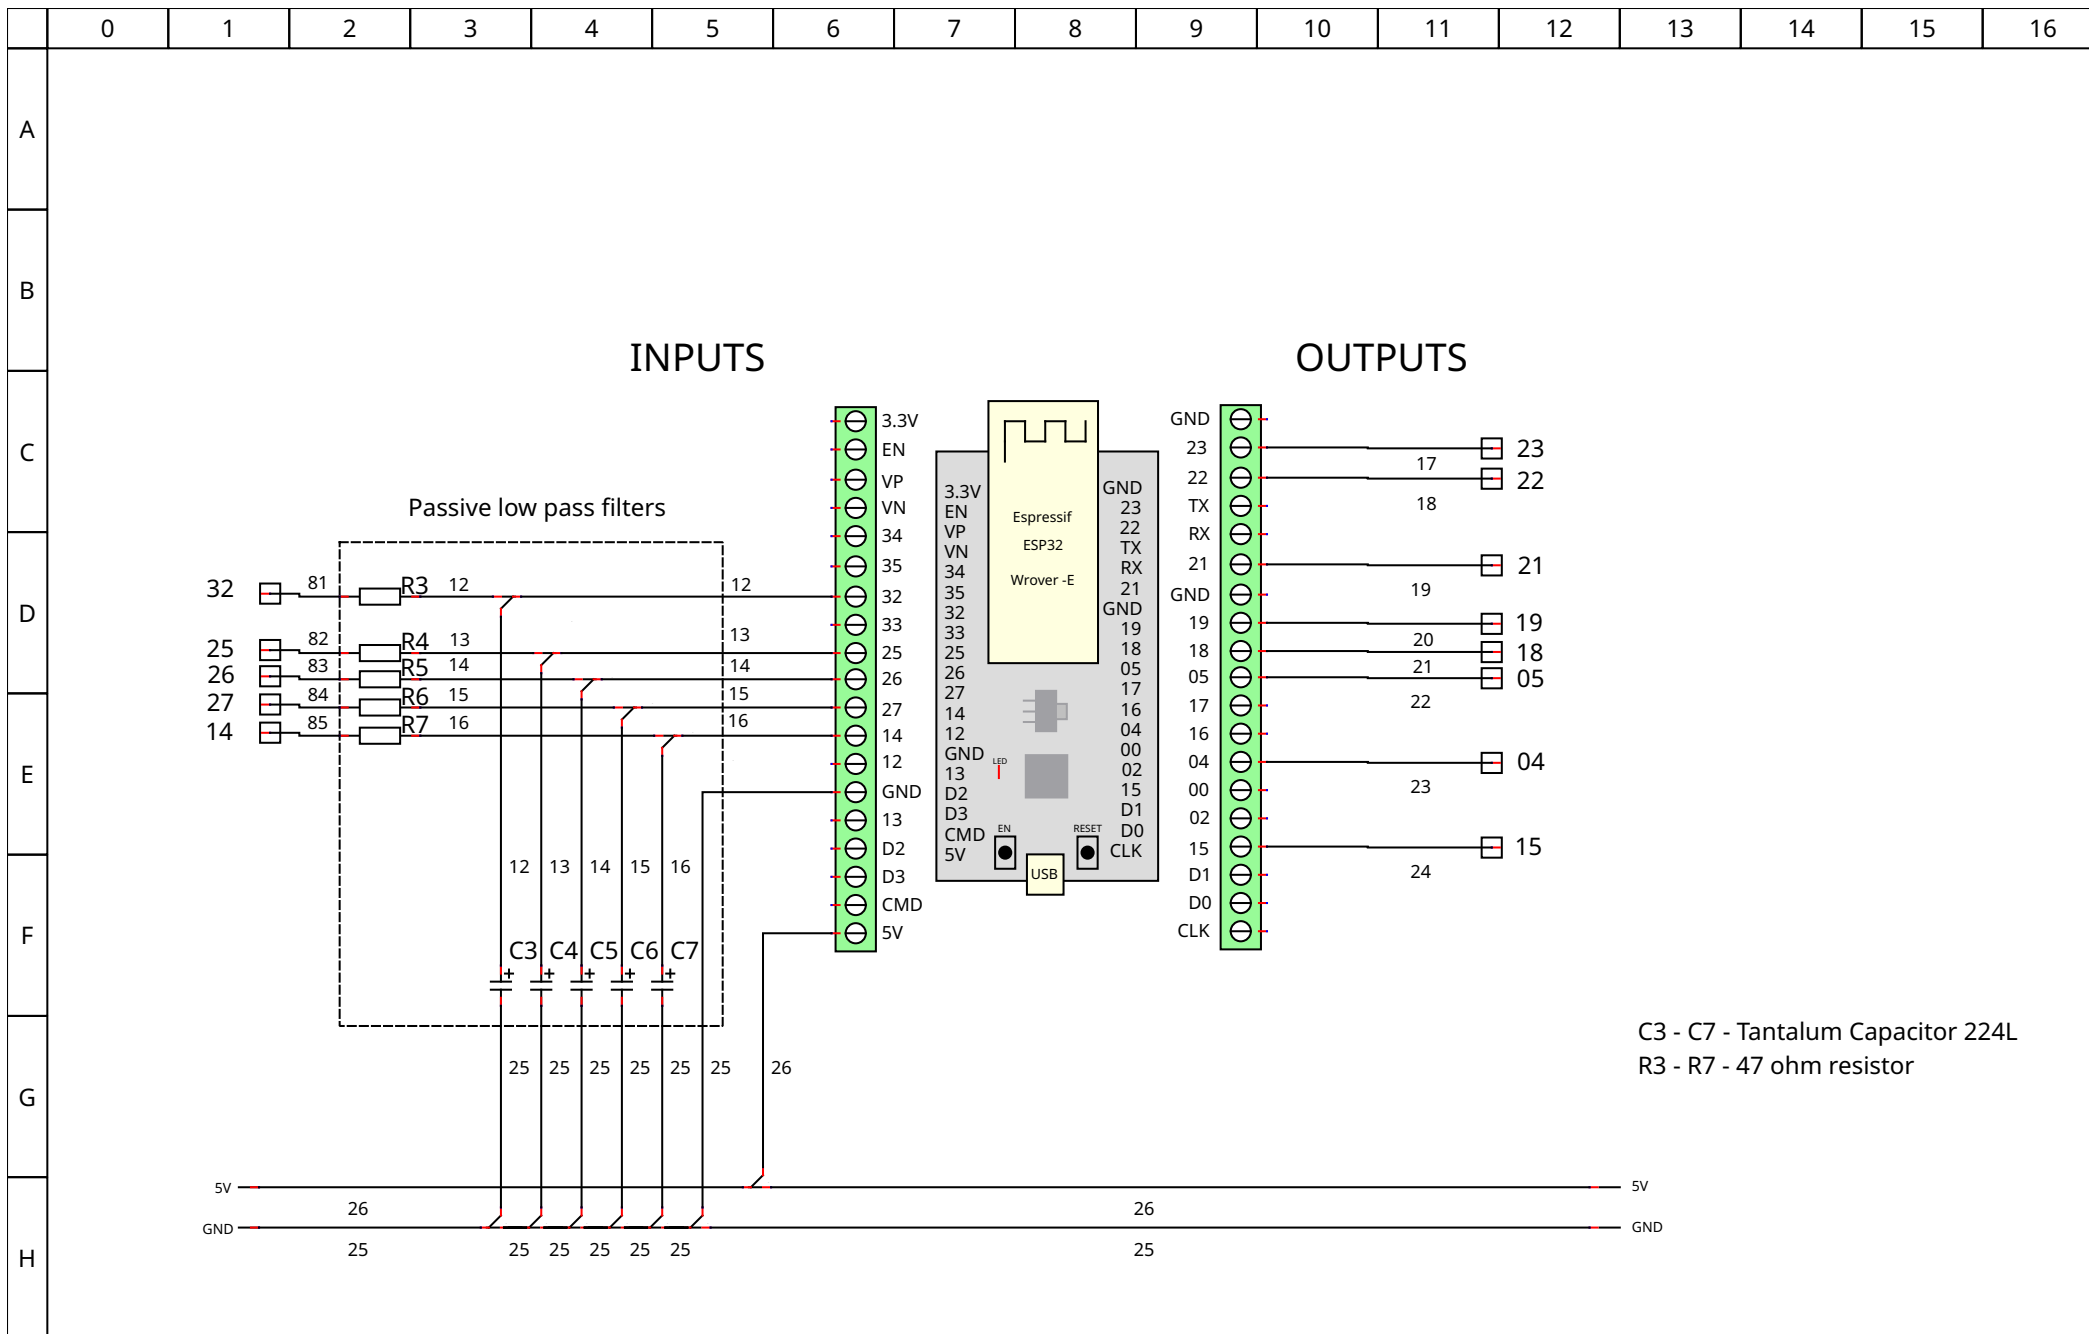 0 1 2 3 4 5 6 7 8 9 10 11 12 13 14 15 16
A
B
C
D
E
F
G
H
INPUTS
OUTPUTS
Passive low pass filters
32 81 R3 12 12
25 82 R4 13 13
26 83 R5 14 14
27 84 R6 15 15
14 85 R7 16 16
12 13 14 15 16
C3 C4 C5 C6 C7
+ + + + +
25 25 25 25 25 25 26
3.3V
EN
VP
VN
34
35
32
33
25
26
27
14
12
GND
13
D2
D3
CMD
5V
3.3V
EN
VP
VN
34
35
32
33
25
26
27
14
12
GND
13
D2
D3
CMD
5V
Espressif
ESP32
Wrover -E
LED
EN
RESET
USB
GND
23
22
TX
RX
21
GND
19
18
05
17
16
04
00
02
15
D1
D0
CLK
GND
23
22
TX
RX
21
GND
19
18
05
17
16
04
00
02
15
D1
D0
CLK
17
18
19
20
21
22
23
24
23
22
21
19
18
05
04
15
C3 - C7 - Tantalum Capacitor 224L
R3 - R7 - 47 ohm resistor
5V 5V
26 26
GND GND
25 25 25 25 25 25 25